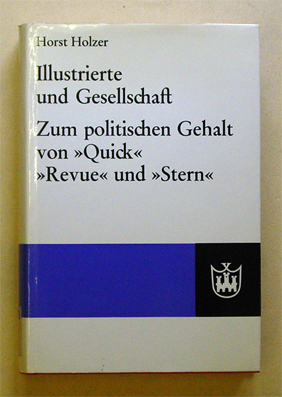 Horst Holzer
Illustrierte
und Gesellschaft
Zum politischen Gehalt
von »Quick«
»Revue« und »Stern«